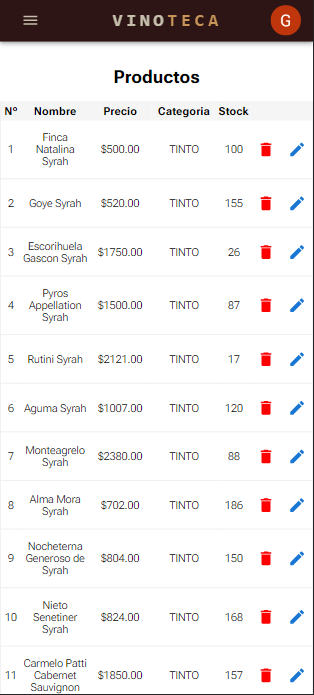 VINOTECA
G
Productos
Nº Nombre Precio Categoria Stock
1 Finca Natalina Syrah $500.00 TINTO 100
2 Goye Syrah $520.00 TINTO 155
3 Escorihuela Gascon Syrah $1750.00 TINTO 26
4 Pyros Appellation Syrah $1500.00 TINTO 87
5 Rutini Syrah $2121.00 TINTO 17
6 Aguma Syrah $1007.00 TINTO 120
7 Monteagrelo Syrah $2380.00 TINTO 88
8 Alma Mora Syrah $702.00 TINTO 186
9 Nocheterna Generoso de Syrah $804.00 TINTO 150
10 Nieto Senetiner Syrah $824.00 TINTO 168
11 Carmelo Patti Cabernet Sauvignon $1850.00 TINTO 157